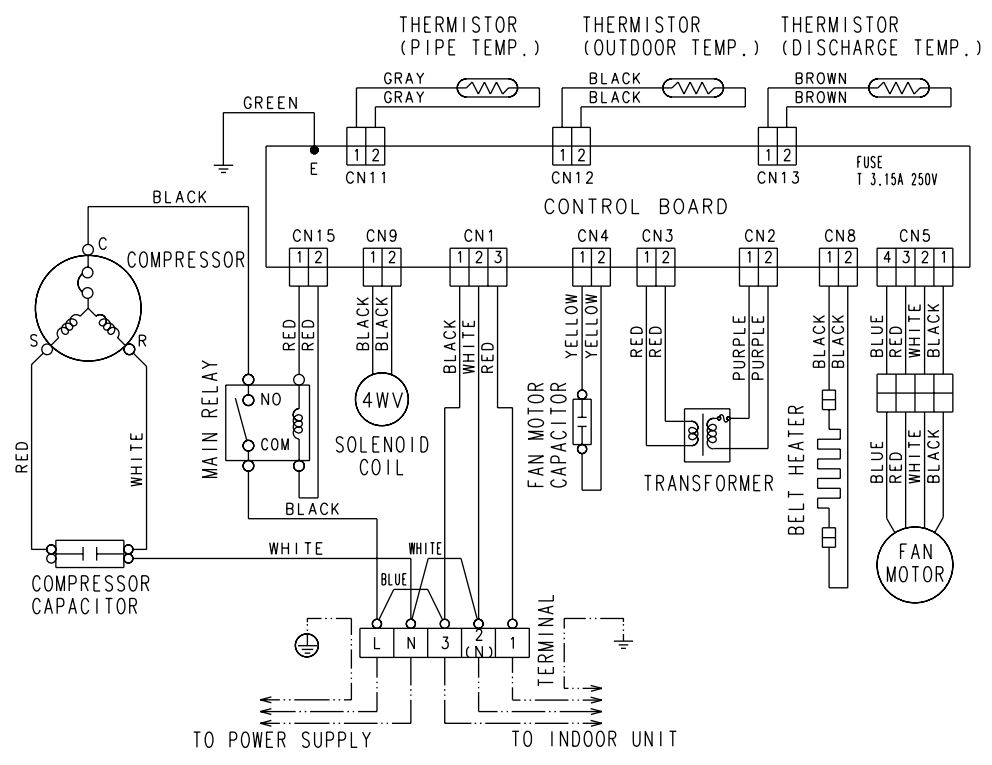 THERMISTOR
(PIPE TEMP.)
THERMISTOR
(OUTDOOR TEMP.)
THERMISTOR
(DISCHARGE TEMP.)
GRAY
GRAY
BLACK
BLACK
BROWN
BROWN
GREEN
E
1 2
CN11
1 2
CN12
1 2
CN13
FUSE
T 3.15A 250V
CONTROL BOARD
BLACK
C
COMPRESSOR
S
R
CN15
1 2
CN9
1 2
CN1
1 2 3
CN4
1 2
CN3
CN2
CN8
1 2
CN5
4 3 2 1
RED
RED
BLACK
BLACK
BLACK
WHITE
RED
YELLOW
YELLOW
RED
RED
PURPLE
PURPLE
BLACK
BLACK
BLUE
RED
WHITE
BLACK
MAIN RELAY
NO
COM
4WV
SOLENOID
COIL
FAN MOTOR
CAPACITOR
TRANSFORMER
BELT HEATER
BLUE
RED
WHITE
BLACK
FAN
MOTOR
RED
WHITE
BLACK
WHITE
WHITE
BLUE
COMPRESSOR
CAPACITOR
L N 3 2 1
(N)
TERMINAL
TO POWER SUPPLY
TO INDOOR UNIT